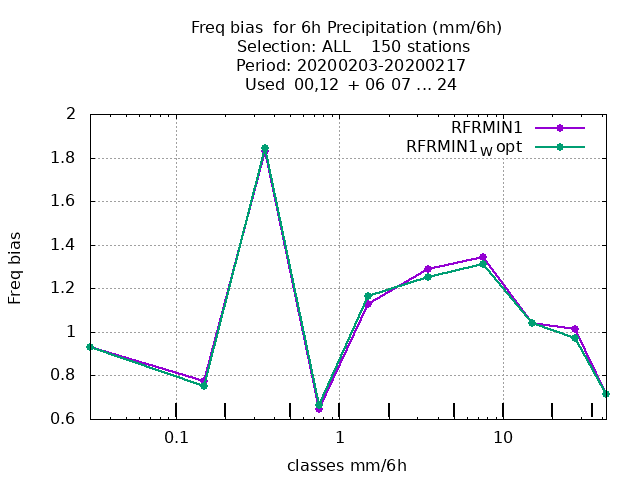 Freq bias  for 6h Precipitation (mm/6h)
Selection: ALL    150 stations
Period: 20200203-20200217
Used  00,12  + 06 07 ... 24
RFRMIN1
RFRMIN1W opt
2
1.8
1.6
1.4
1.2
1
0.8
0.6
Freq bias
0.1 1 10
classes mm/6h